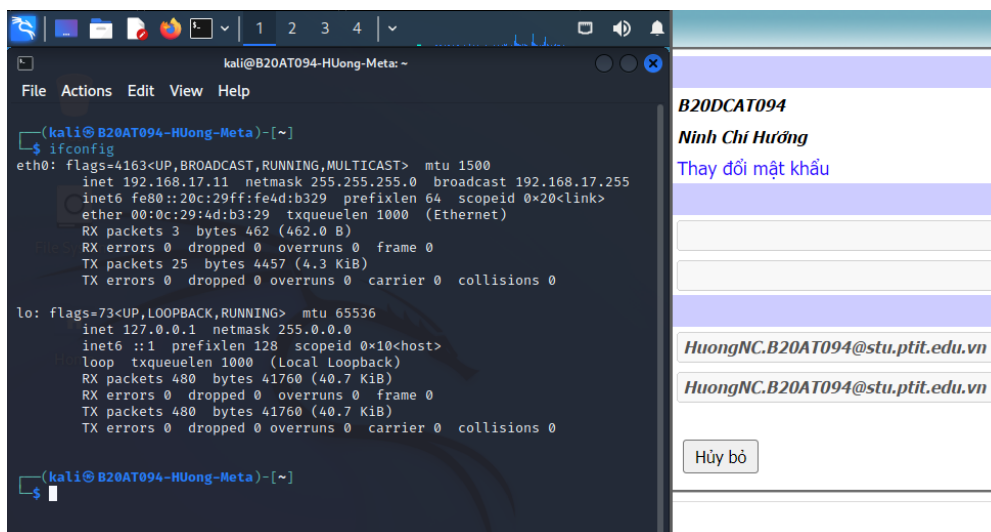 1 2 3 4
kali@B20AT094-HUong-Meta: ~
File Actions Edit View Help
(kali㉿B20AT094-HUong-Meta)-[~]
$ ifconfig
eth0: flags=4163<UP,BROADCAST,RUNNING,MULTICAST> mtu 1500
inet 192.168.17.11 netmask 255.255.255.0 broadcast 192.168.17.255
inet6 fe80::20c:29ff:fe4d:b329 prefixlen 64 scopeid 0×20<link>
ether 00:0c:29:4d:b3:29 txqueuelen 1000 (Ethernet)
RX packets 3 bytes 462 (462.0 B)
RX errors 0 dropped 0 overruns 0 frame 0
TX packets 25 bytes 4457 (4.3 KiB)
TX errors 0 dropped 0 overruns 0 carrier 0 collisions 0
lo: flags=73<UP,LOOPBACK,RUNNING> mtu 65536
inet 127.0.0.1 netmask 255.0.0.0
inet6 ::1 prefixlen 128 scopeid 0×10<host>
loop txqueuelen 1000 (Local Loopback)
RX packets 480 bytes 41760 (40.7 KiB)
RX errors 0 dropped 0 overruns 0 frame 0
TX packets 480 bytes 41760 (40.7 KiB)
TX errors 0 dropped 0 overruns 0 carrier 0 collisions 0
(kali㉿B20AT094-HUong-Meta)-[~]
$
B20DCAT094
Ninh Chí Hướng
Thay đổi mật khẩu
HuongNC.B20AT094@stu.ptit.edu.vn
HuongNC.B20AT094@stu.ptit.edu.vn
Hủy bỏ